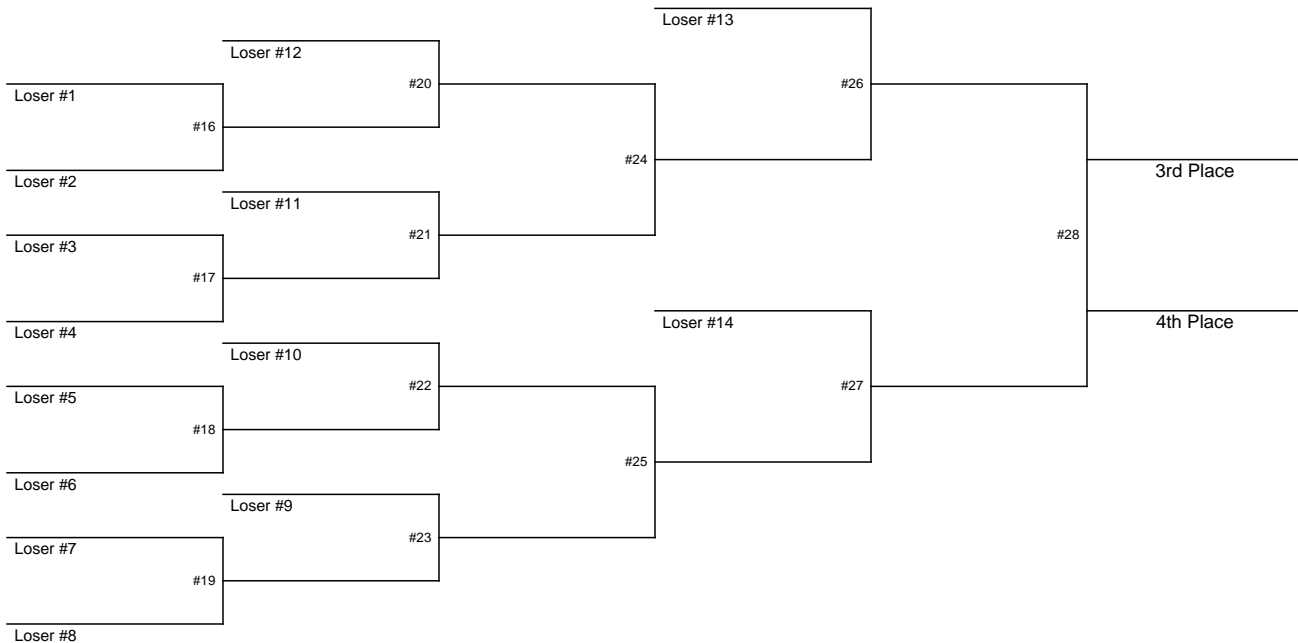 Loser #13
Loser #12
#20
#26
Loser #1
#16
#24
3rd Place
Loser #2
Loser #11
#21
#28
Loser #3
#17
Loser #14
4th Place
Loser #4
Loser #10
#22
#27
Loser #5
#18
#25
Loser #6
Loser #9
#23
Loser #7
#19
Loser #8